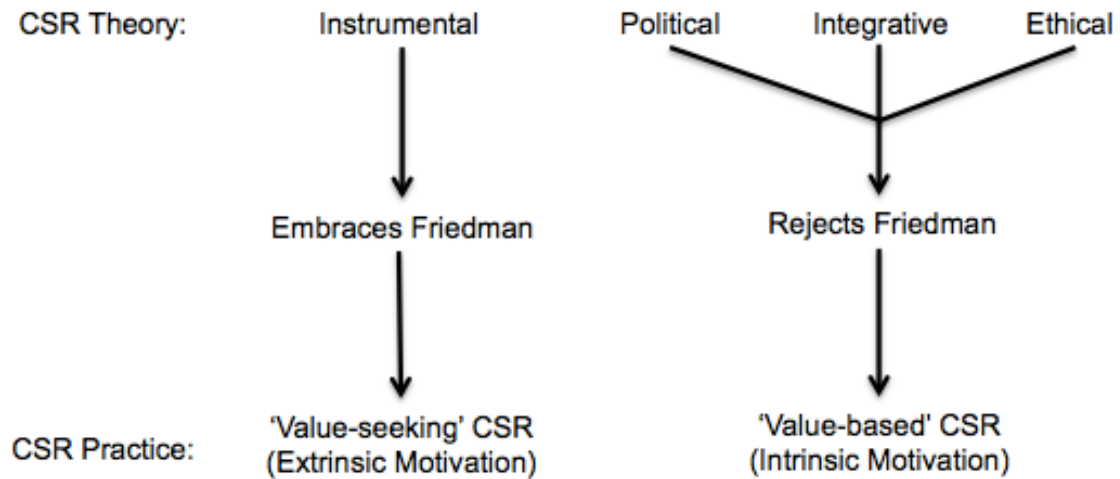 CSR Theory: Instrumental Political Integrative Ethical
Embraces Friedman Rejects Friedman
CSR Practice: ‘Value-seeking’ CSR ‘Value-based’ CSR
(Extrinsic Motivation) (Intrinsic Motivation)